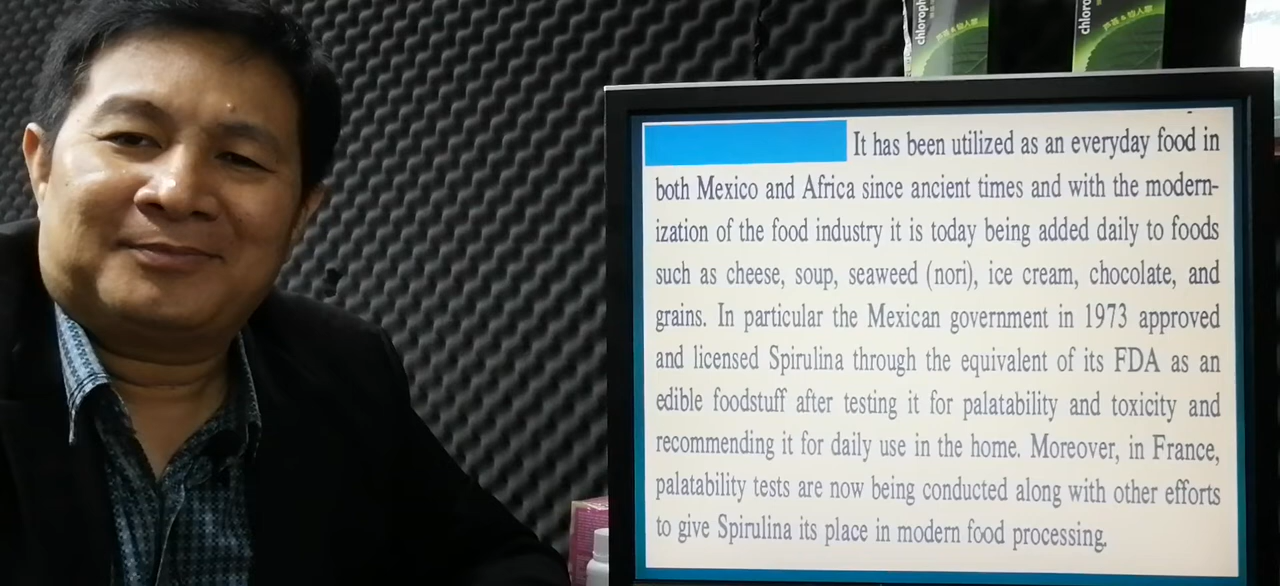 chloroph
chloro
It has been utilized as an everyday food in
both Mexico and Africa since ancient times and with the modern-
ization of the food industry it is today being added daily to foods
such as cheese, soup, seaweed (nori), ice cream, chocolate, and
grains. In particular the Mexican government in 1973 approved
and licensed Spirulina through the equivalent of its FDA as an
edible foodstuff after testing it for palatability and toxicity and
recommending it for daily use in the home. Moreover, in France,
palatability tests are now being conducted along with other efforts
to give Spirulina its place in modern food processing.